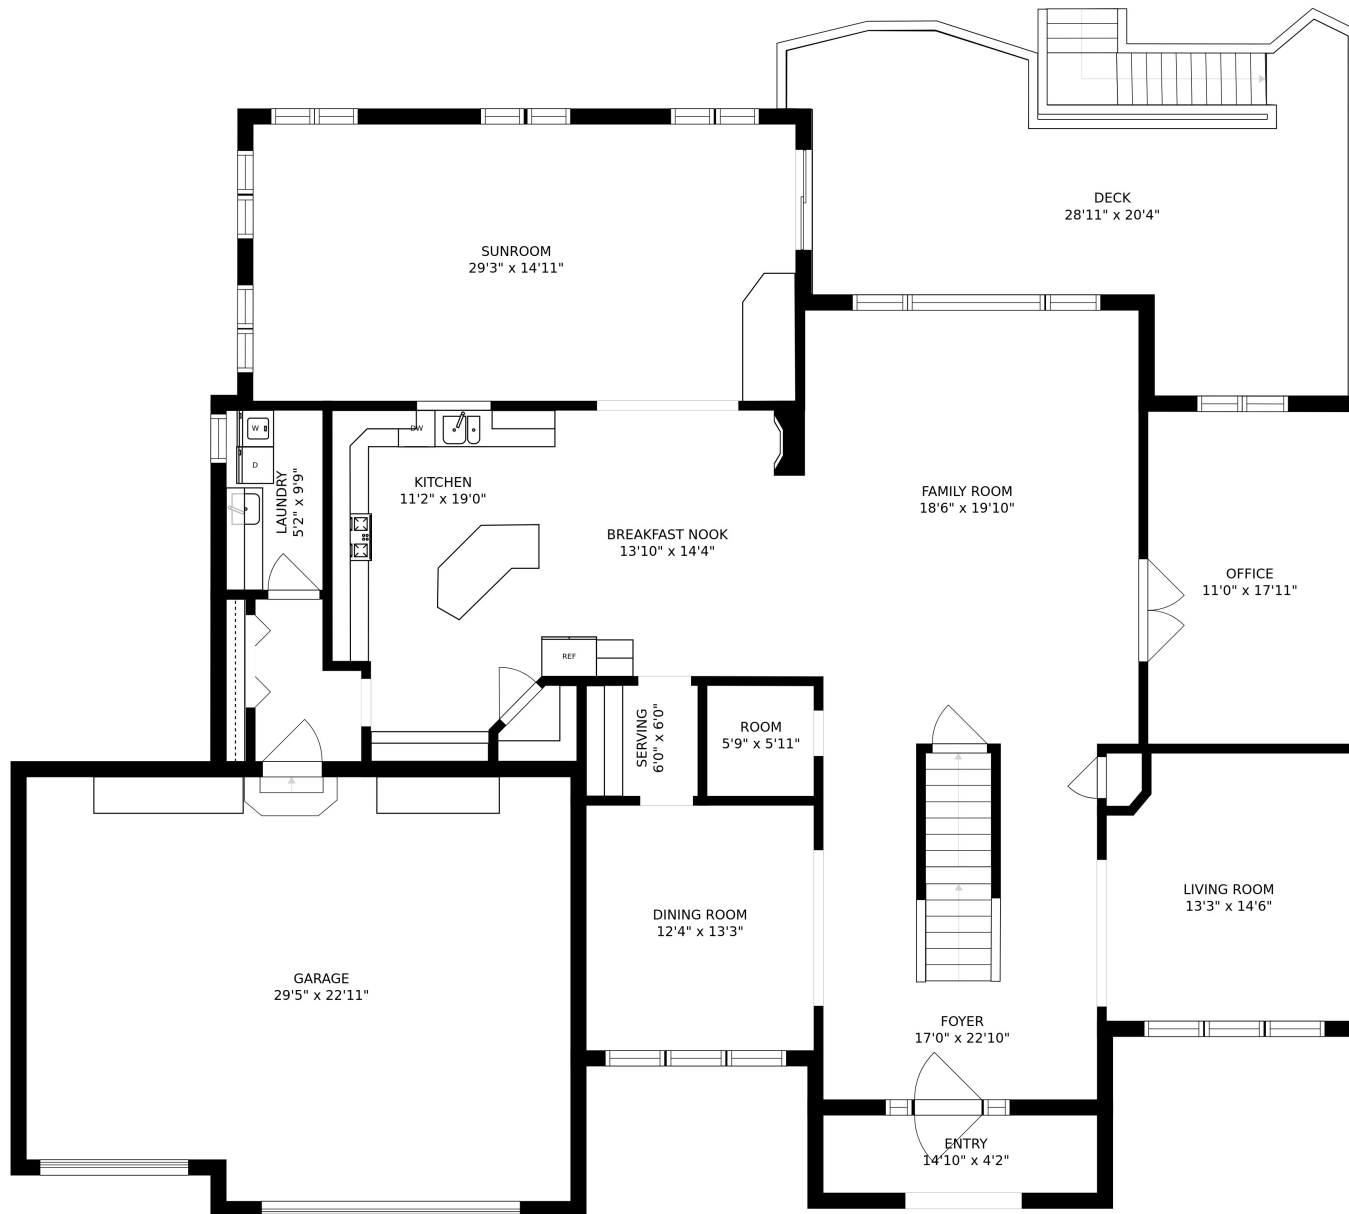 DECK
28'11" x 20'4"
SUNROOM
29'3" x 14'11"
W
D
LAUNDRY
5'2" x 9'9"
DW
KITCHEN
11'2" x 19'0"
FAMILY ROOM
18'6" x 19'10"
BREAKFAST NOOK
13'10" x 14'4"
OFFICE
11'0" x 17'11"
REF
SERVING
6'0" x 6'0"
ROOM
5'9" x 5'11"
LIVING ROOM
13'3" x 14'6"
DINING ROOM
12'4" x 13'3"
GARAGE
29'5" x 22'11"
FOYER
17'0" x 22'10"
ENTRY
14'10" x 4'2"